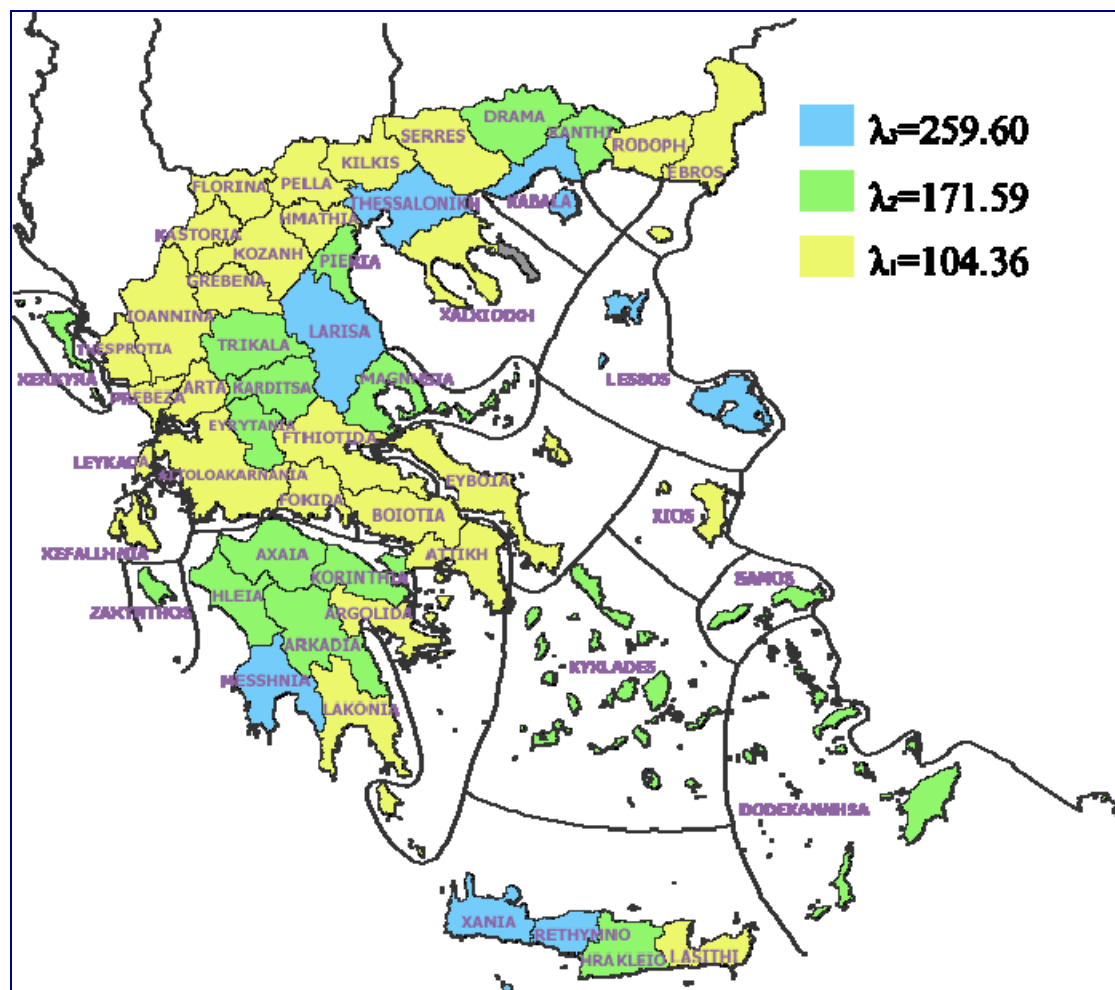 λ₃=259.60
λ₂=171.59
λ₁=104.36
DRAMA
XANTHI
SERRES
RODOPH
KILKIS
EBROS
PELLA
FLORINA
THESSALONIKH
KABALA
HMATHIA
KASTORIA
KOZANH
PIERIA
GREBENA
XALKIDIKH
IOANNINA
LARISA
TRIKALA
THESPROTIA
KERKYRA
MAGNHSIA
LESBOS
KARDITSA
ARTA
PREBEZA
EYRYTANIA
FTHIOTIDA
LEYKADA
AITOLOAKARNANIA
EYBOIA
FOKIDA
BOIOTIA
XIOS
KEFALLHNIA
AXAIA
ATTIKH
KORINTHIA
SAMOS
HLEIA
ZAKYNTHOS
ARGOLIDA
ARKADIA
KYKLADES
MESSHNIA
LAKONIA
DODEKANNHSA
XANIA
RETHYMNO
HRAKLEIO
LASITHI